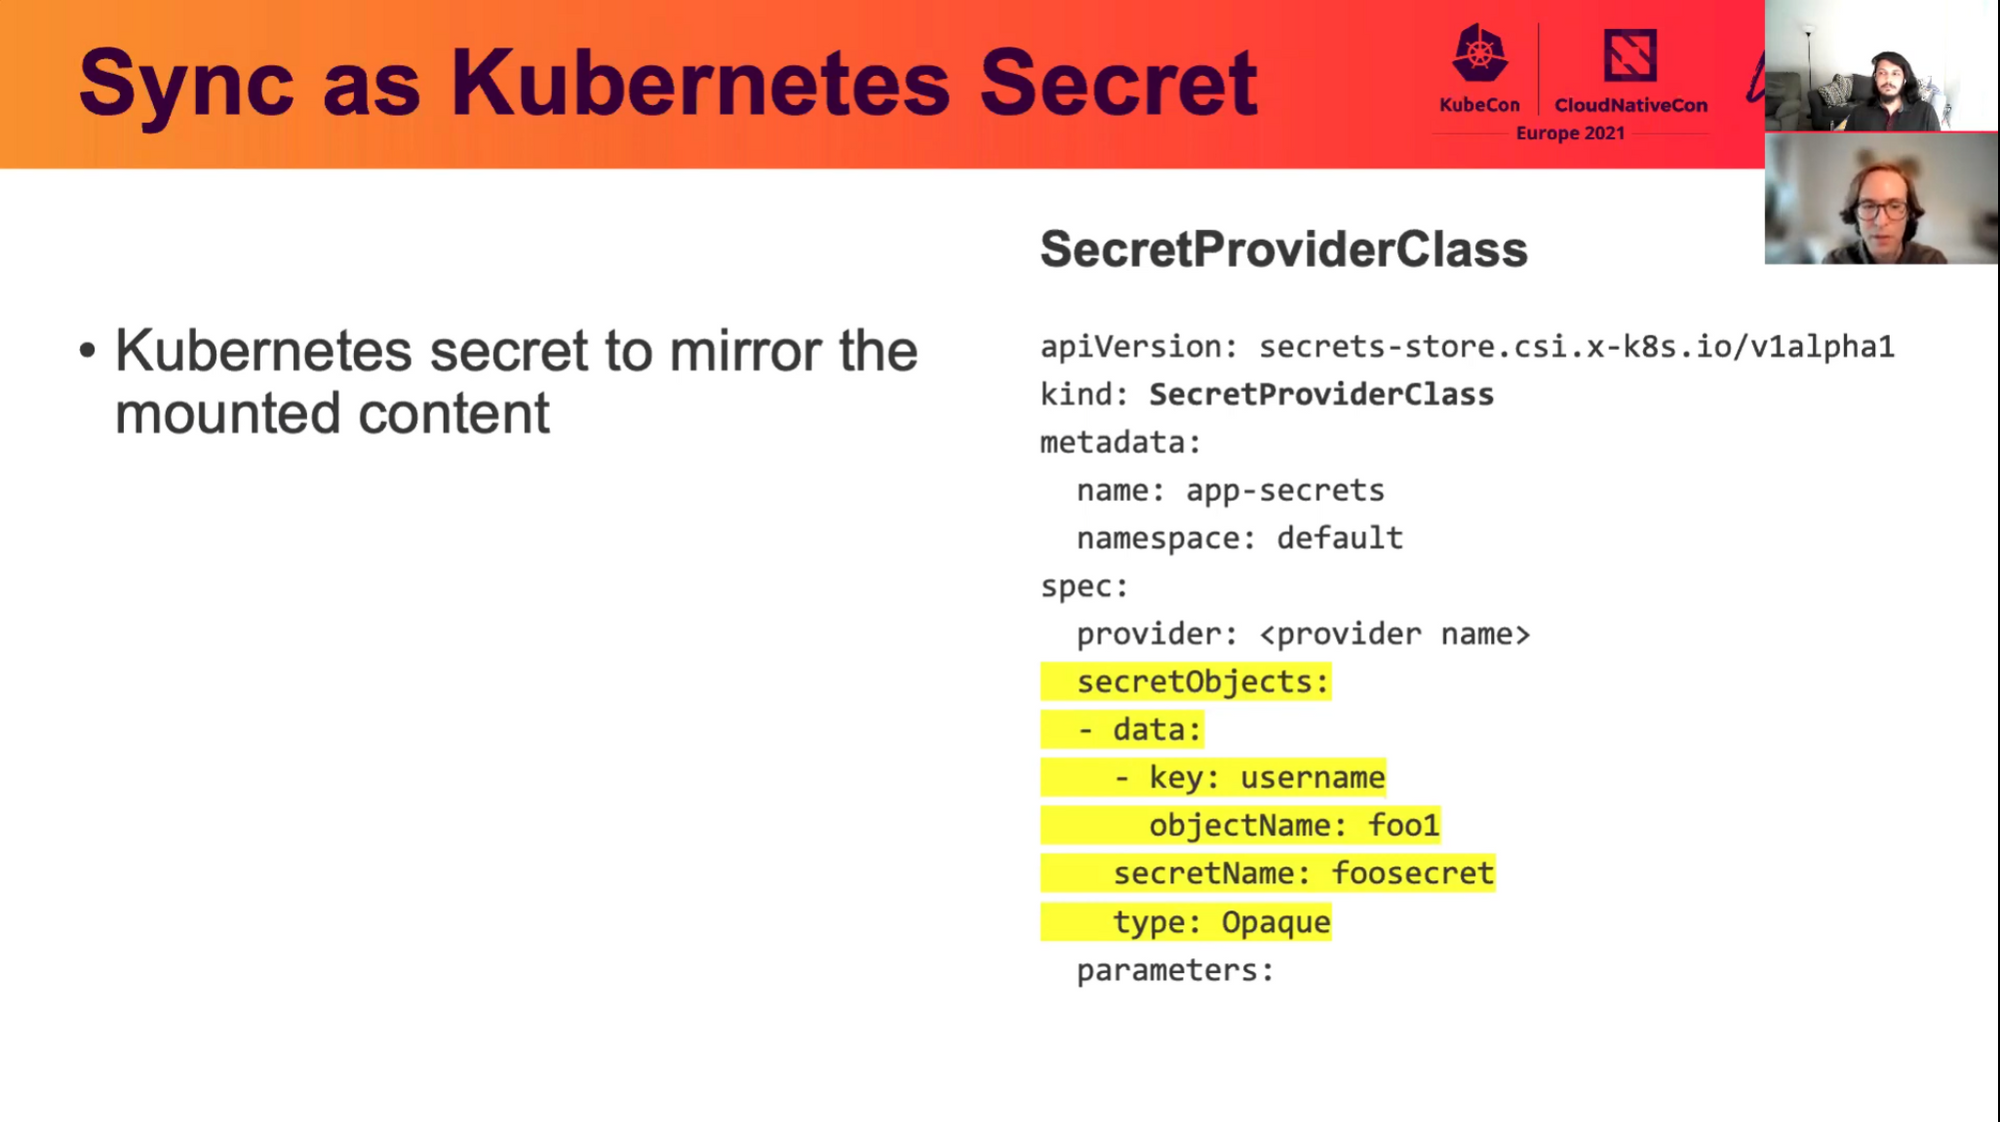 Sync as Kubernetes Secret
KubeCon
CloudNativeCon
Europe 2021
• Kubernetes secret to mirror the
mounted content
SecretProviderClass
apiVersion: secrets-store.csi.x-k8s.io/v1alpha1
kind: SecretProviderClass
metadata:
  name: app-secrets
  namespace: default
spec:
  provider: <provider name>
  secretObjects:
  - data:
    - key: username
      objectName: foo1
    secretName: foosecret
    type: Opaque
  parameters: